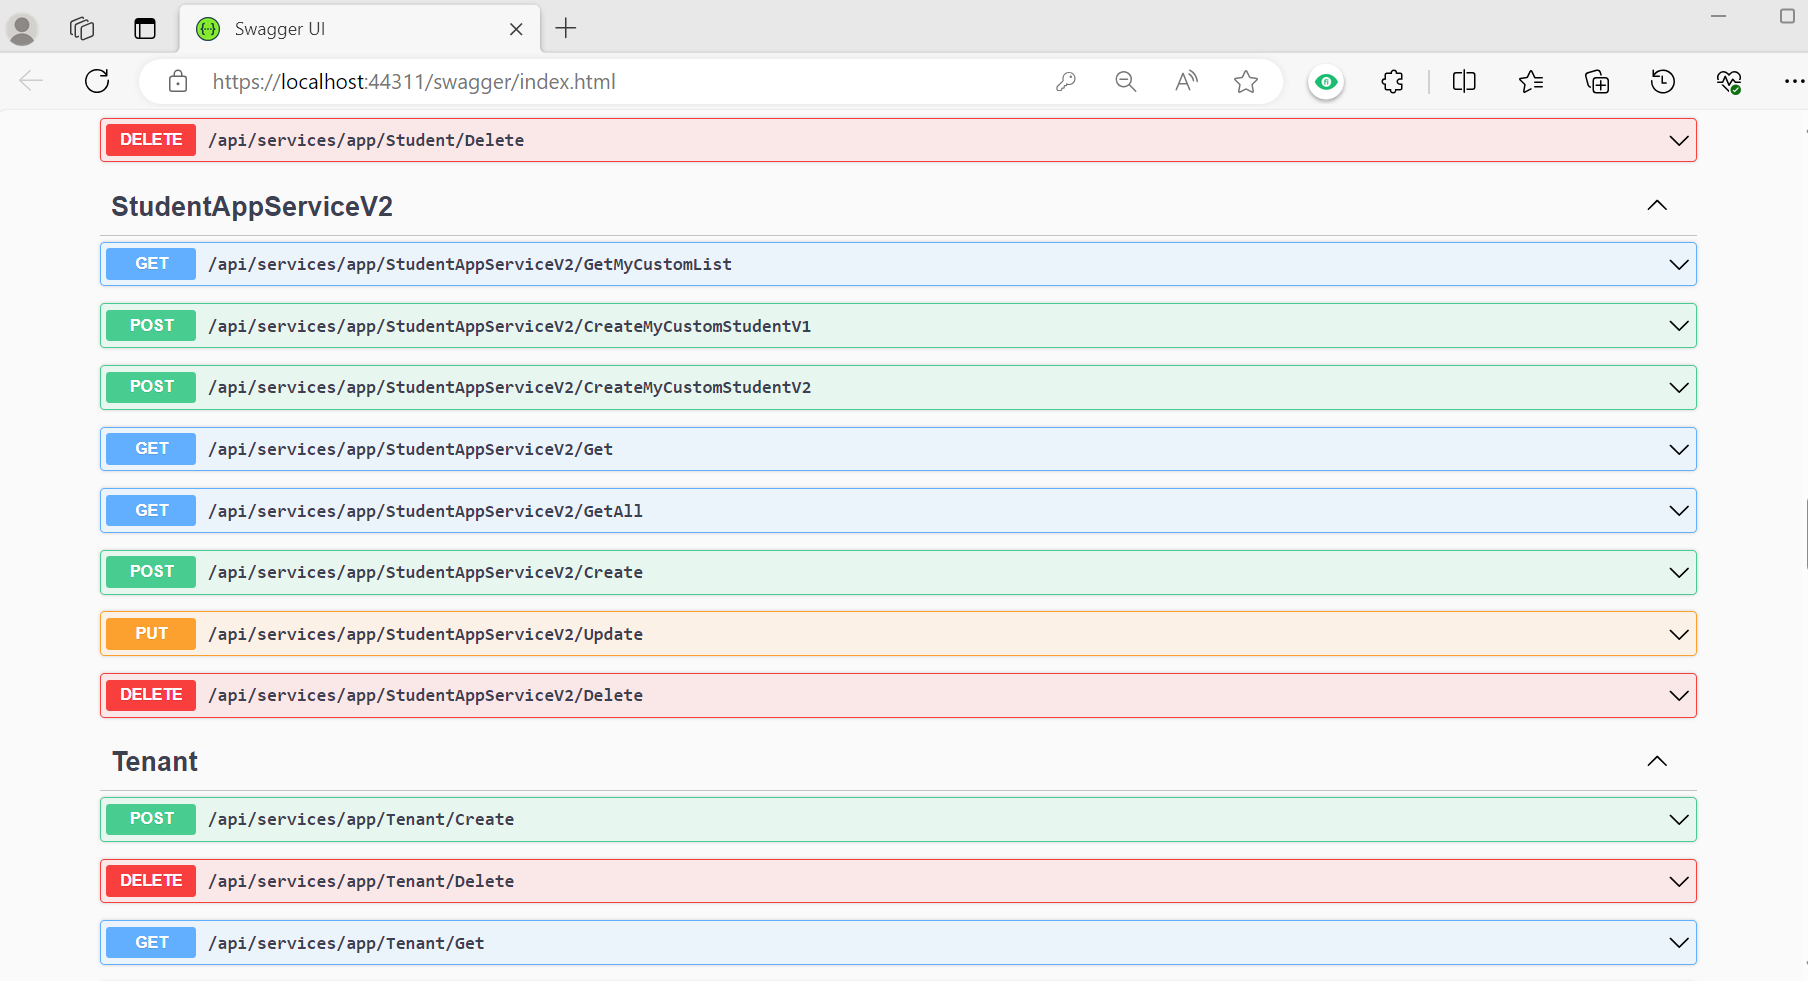 Swagger UI
https://localhost:44311/swagger/index.html
DELETE /api/services/app/Student/Delete
StudentAppServiceV2
GET /api/services/app/StudentAppServiceV2/GetMyCustomList
POST /api/services/app/StudentAppServiceV2/CreateMyCustomStudentV1
POST /api/services/app/StudentAppServiceV2/CreateMyCustomStudentV2
GET /api/services/app/StudentAppServiceV2/Get
GET /api/services/app/StudentAppServiceV2/GetAll
POST /api/services/app/StudentAppServiceV2/Create
PUT /api/services/app/StudentAppServiceV2/Update
DELETE /api/services/app/StudentAppServiceV2/Delete
Tenant
POST /api/services/app/Tenant/Create
DELETE /api/services/app/Tenant/Delete
GET /api/services/app/Tenant/Get